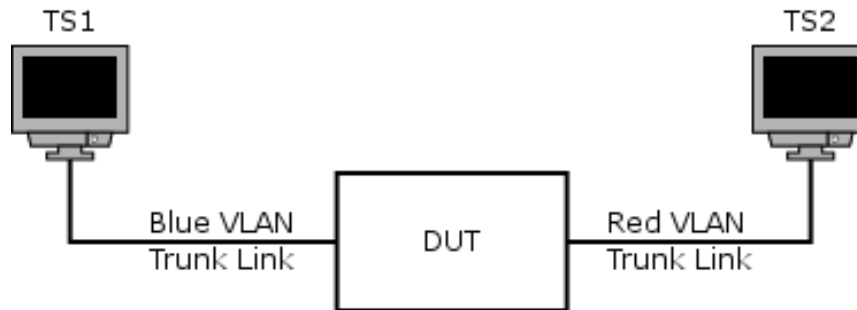 TS1
TS2
Blue VLAN
Trunk Link
DUT
Red VLAN
Trunk Link